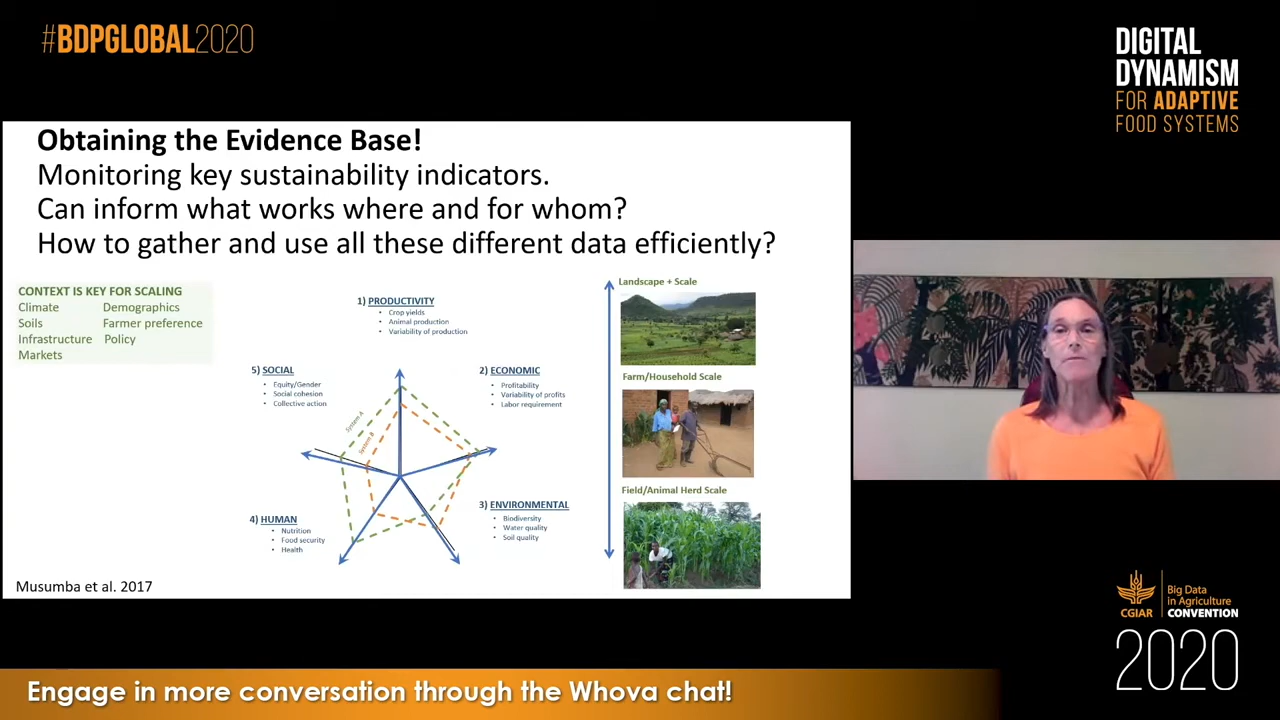 #BDPGLOBAL2020
DIGITAL
DYNAMISM
FOR ADAPTIVE
FOOD SYSTEMS
Obtaining the Evidence Base!
Monitoring key sustainability indicators.
Can inform what works where and for whom?
How to gather and use all these different data efficiently?
CONTEXT IS KEY FOR SCALING
Climate Demographics
Soils Farmer preference
Infrastructure Policy
Markets
1) PRODUCTIVITY
• Crop yields
• Animal production
• Variability of production
5) SOCIAL
• Equity/Gender
• Social cohesion
• Collective action
2) ECONOMIC
• Profitability
• Variability of profits
• Labor requirement
System A
System B
4) HUMAN
• Nutrition
• Food security
• Health
3) ENVIRONMENTAL
• Biodiversity
• Water quality
• Soil quality
Landscape + Scale
Farm/Household Scale
Field/Animal Herd Scale
Musumba et al. 2017
CGIAR
Big Data
in Agriculture
CONVENTION
2020
Engage in more conversation through the Whova chat!